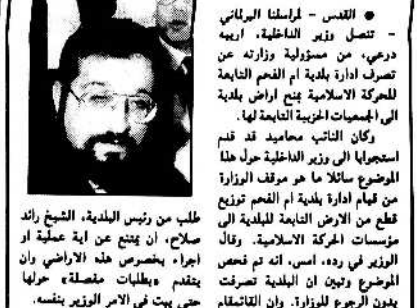 ● القدس - لمراسلنا البرلماني
- تنصل وزير الداخلية، اريیه
درعي، من مسؤولية وزارته عن
تصرف ادارة بلدية ام الفحم التابعة
للحركة الاسلامية بمنح اراض بلدية
الى الجمعيات الحزبية التابعة لها.
وكان النائب محاميد قد قدم
استجوابا الى وزير الداخلية حول هذا
الموضوع سائلا ما هو موقف الوزارة
من قيام ادارة بلدية ام الفحم توزيع
قطع من الارض التابعة للبلدية الى
مؤسسات الحركة الاسلامية. وقال
الوزير في رده، امس، انه تم فحص
الموضوع وتبين ان البلدية تصرفت
بدون الرجوع للوزارة. وان القائمقام
طلب من رئيس البلدية، الشيخ رائد
صلاح، ان يمتنع عن اية عملية او
اجراء بخصوص هذه الاراضي وان
يتقدم «بطلبات مفصلة» حولها
حتى يبت في الامر الوزير بنفسه.